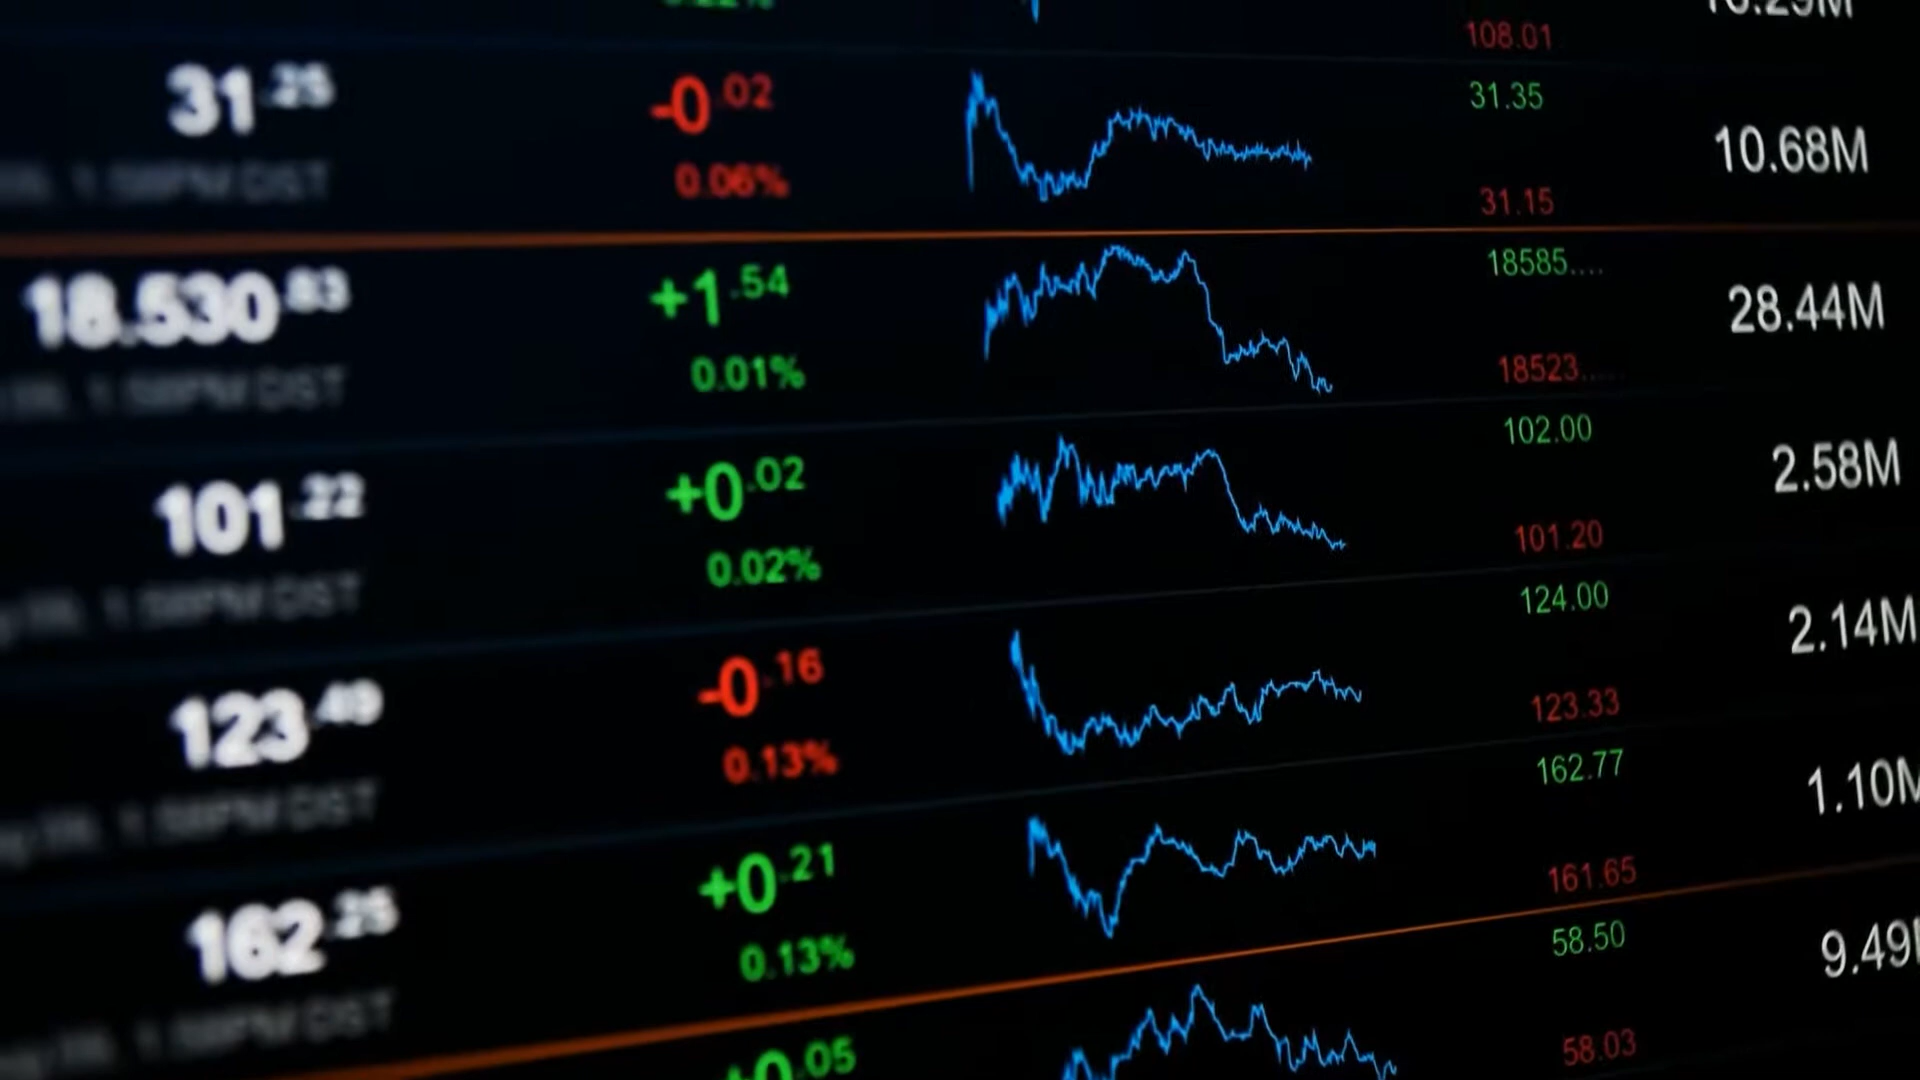 108.01
31.25 -0.02 31.35 10.68M
0.06% 31.15
18.530.83 +1.54 18585.... 28.44M
0.01% 18523.....
101.22 +0.02 102.00 2.58M
0.02% 101.20
123.49 -0.16 124.00 2.14M
0.13% 123.33
162.25 +0.21 162.77 1.10M
0.13% 161.65
58.50 9.49
+0.05 58.03